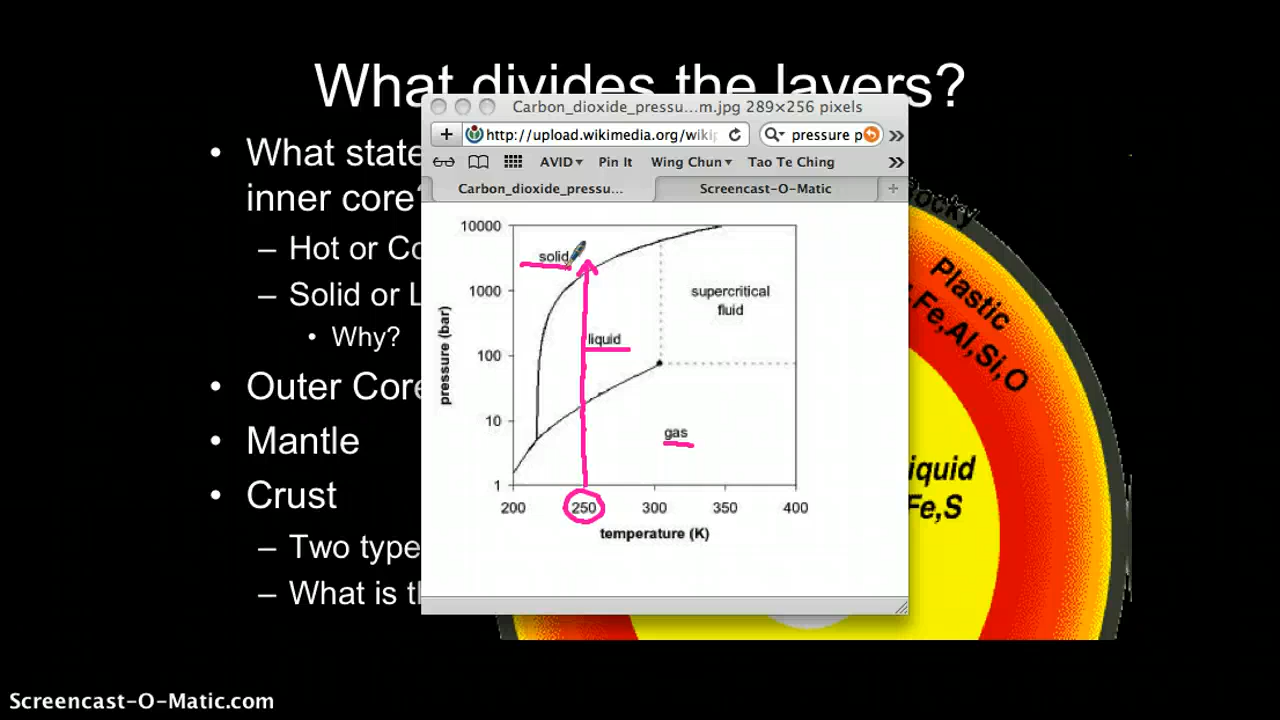 What divides the layers?
Carbon_dioxide_pressu...m.jpg 289×256 pixels
http://upload.wikimedia.org/wikip
pressure p
AVID▾ Pin It Wing Chun▾ Tao Te Ching
Carbon_dioxide_pressu...
Screencast-O-Matic
• What state
inner core?
– Hot or Co
– Solid or L
• Why?
• Outer Core
• Mantle
• Crust
– Two type
– What is th
10000
1000
100
10
1
pressure (bar)
solid
liquid
gas
supercritical
fluid
200 250 300 350 400
temperature (K)
Rocky
Plastic
Fe,Al,Si,O
iquid
Fe,S
Screencast-O-Matic.com